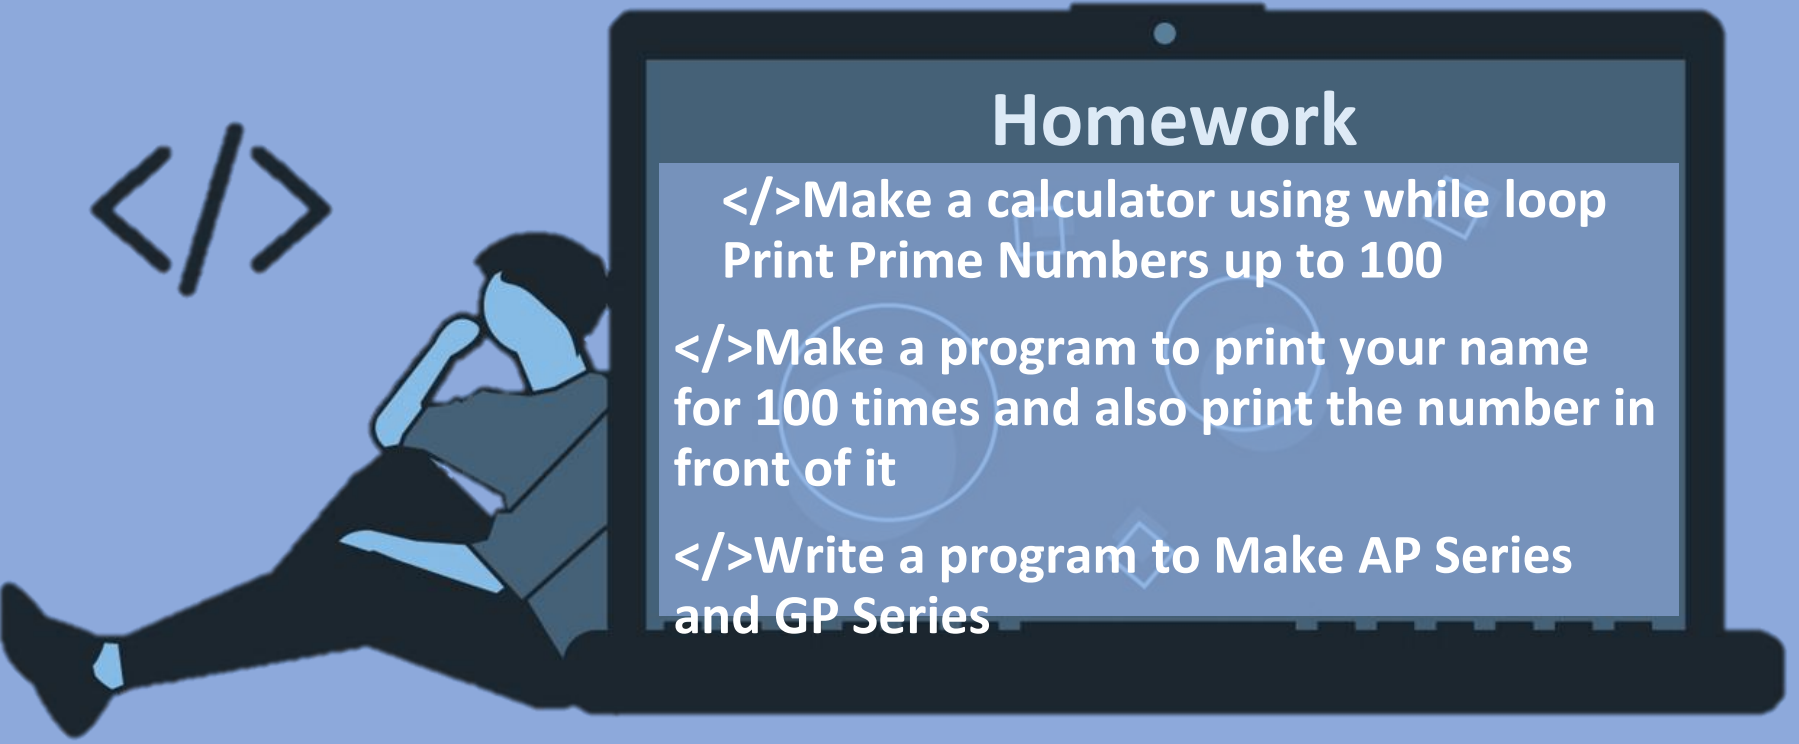 </>
Homework
</>Make a calculator using while loop
Print Prime Numbers up to 100
</>Make a program to print your name
for 100 times and also print the number in
front of it
</>Write a program to Make AP Series
and GP Series